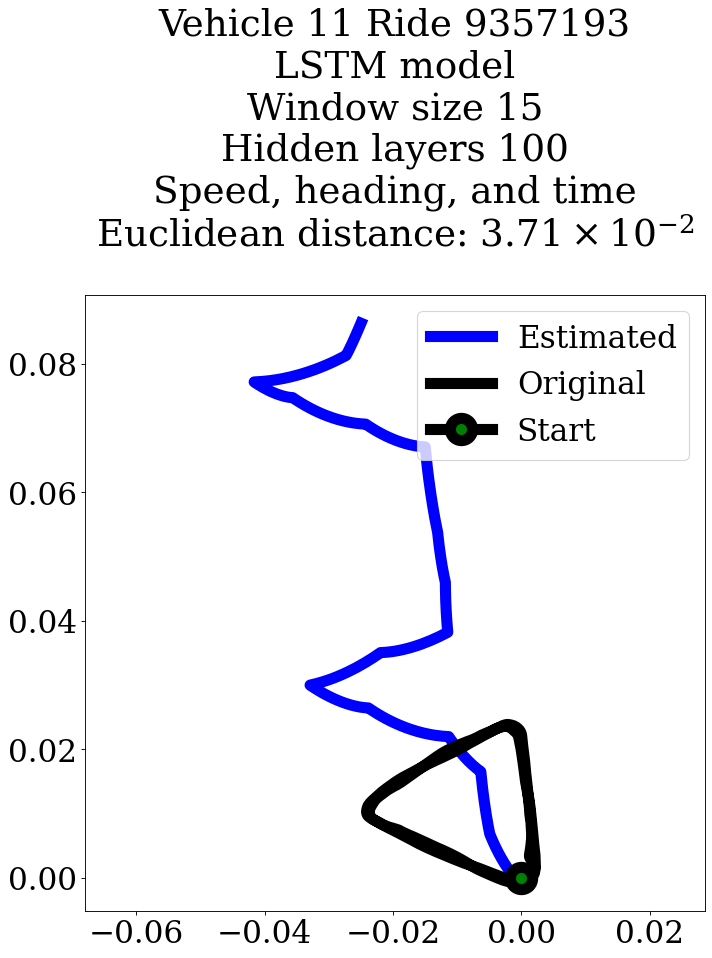 Vehicle 11 Ride 9357193
LSTM model
Window size 15
Hidden layers 100
Speed, heading, and time
Euclidean distance: 3.71 × 10⁻²
Estimated
Original
Start
0.08
0.06
0.04
0.02
0.00
−0.06 −0.04 −0.02 0.00 0.02